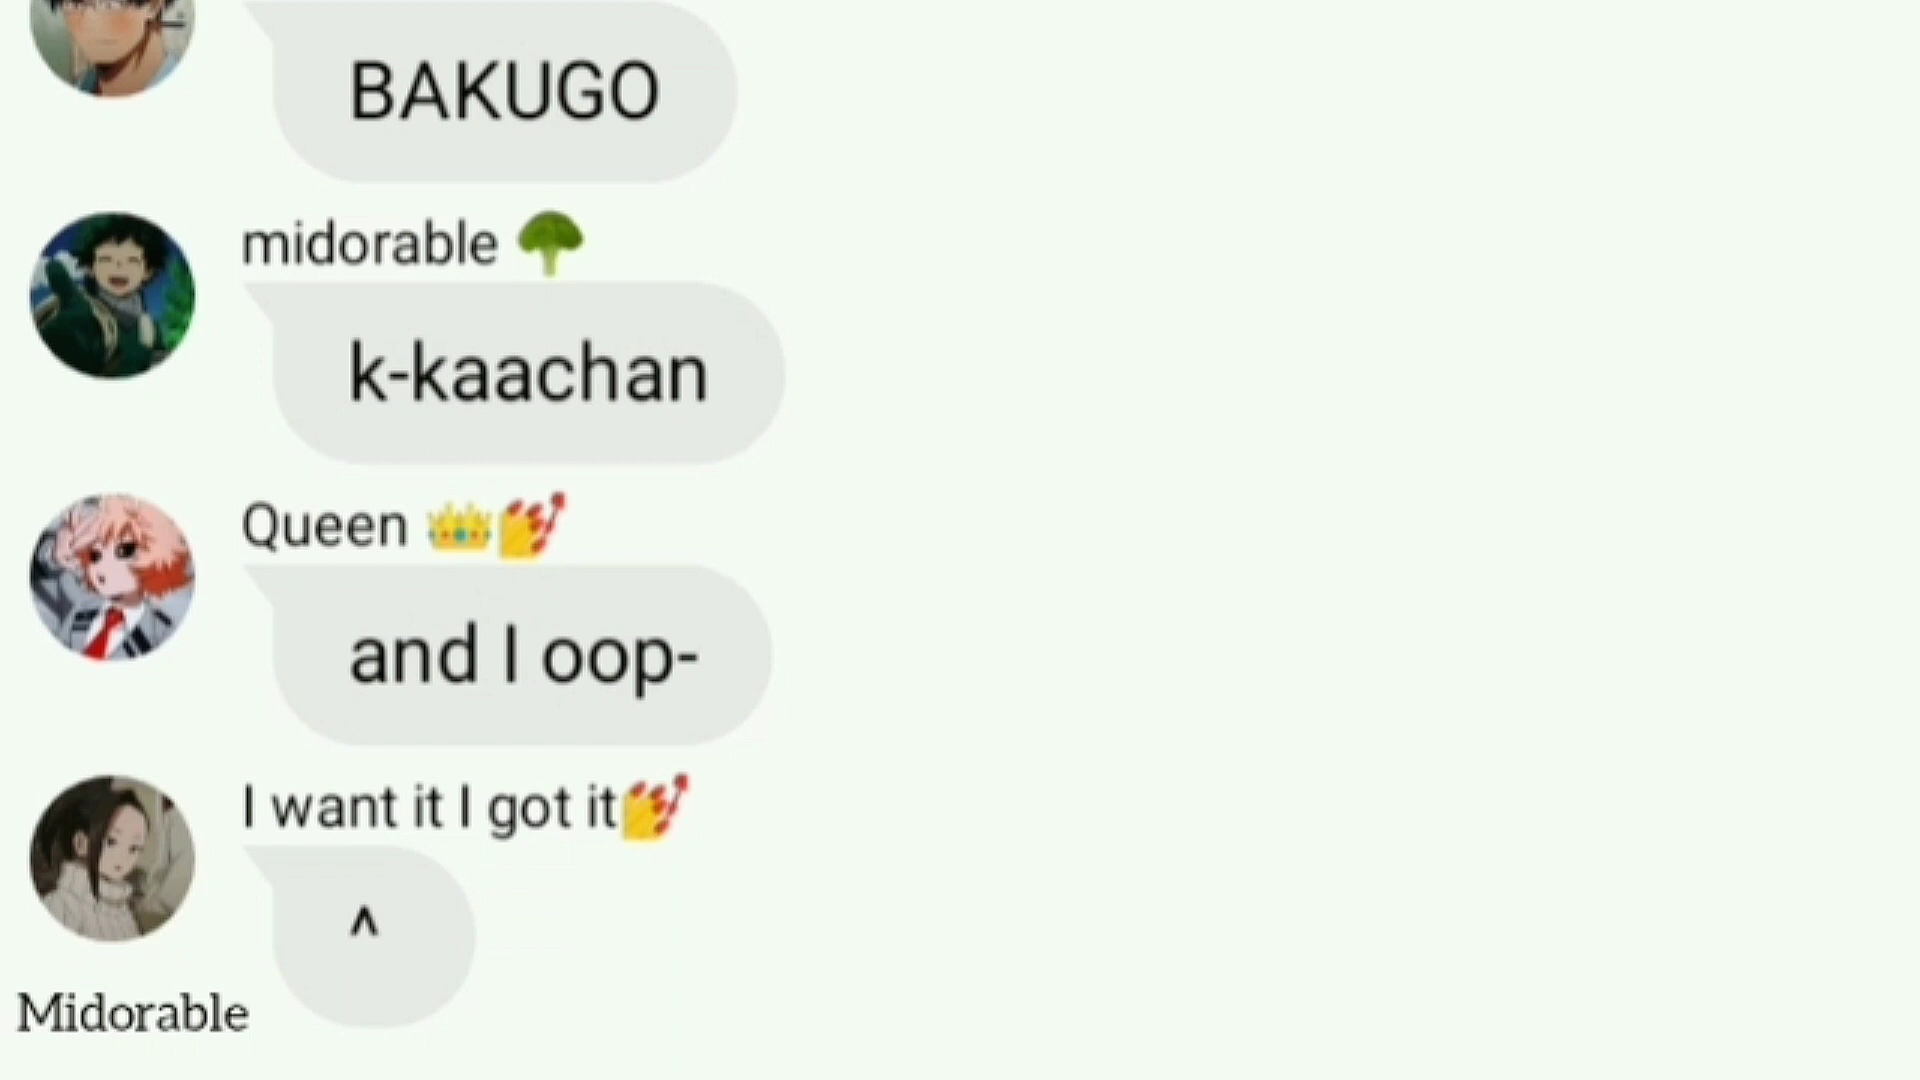 BAKUGO
midorable 🥦
k-kaachan
Queen 👑💅
and I oop-
I want it I got it💅
^
Midorable